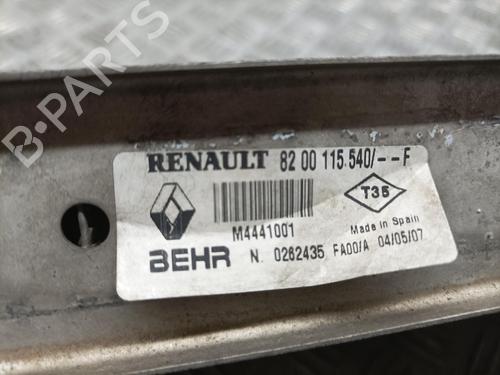 RENAULT 82 00 115 540/--F
T35
M4441001
Made in Spain
BEHR N. 0262435 FA00/A 04/05/07
B-PARTS